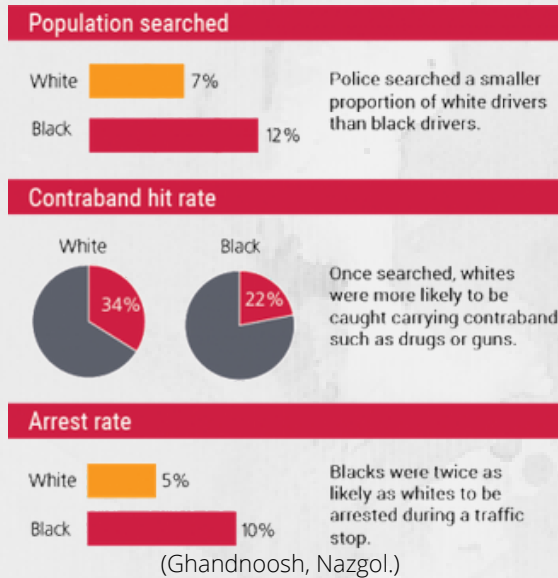 Population searched
White 7%
Black 12%
Police searched a smaller
proportion of white drivers
than black drivers.
Contraband hit rate
White Black
34% 22%
Once searched, whites
were more likely to be
caught carrying contraband
such as drugs or guns.
Arrest rate
White 5%
Black 10%
Blacks were twice as
likely as whites to be
arrested during a traffic
stop.
(Ghandnoosh, Nazgol.)